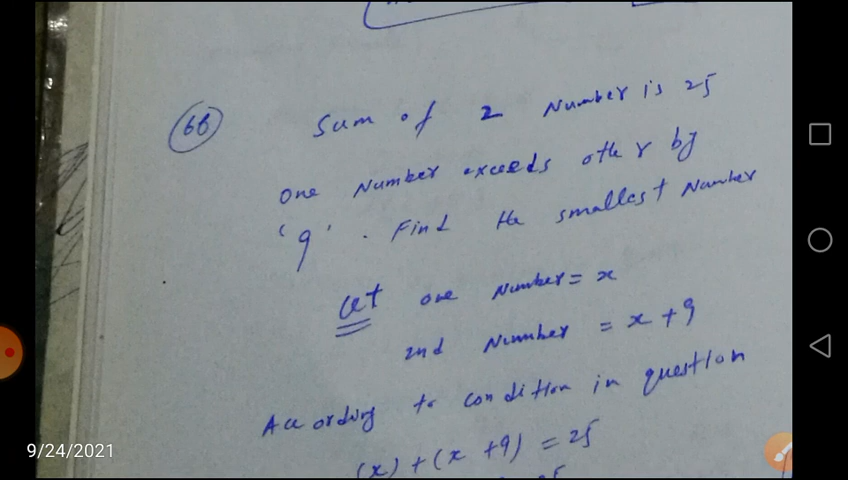 66
Sum of 2 Number is 25
one Number exceeds other by
'9'. Find the smallest Number
Let one Number = x
2nd Number = x + 9
According to condition in question
(x) + (x + 9) = 25
9/24/2021